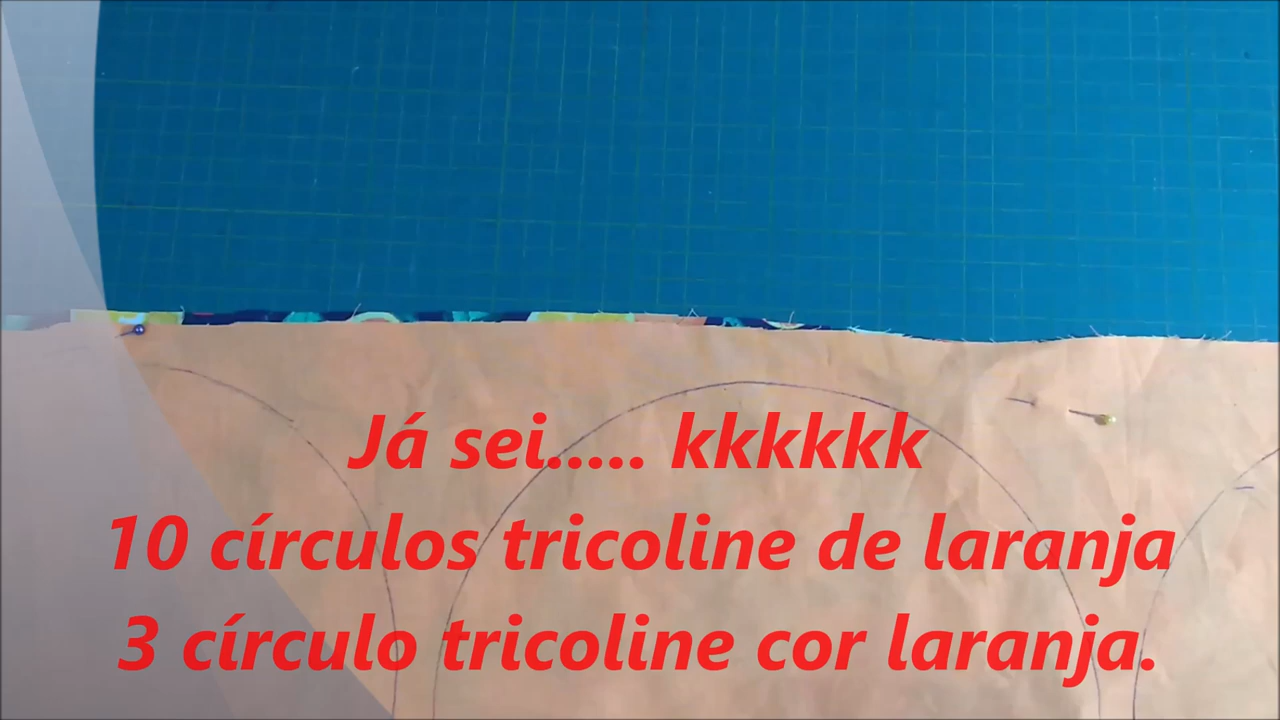 Já sei..... kkkkkk
10 círculos tricoline de laranja
3 círculo tricoline cor laranja.